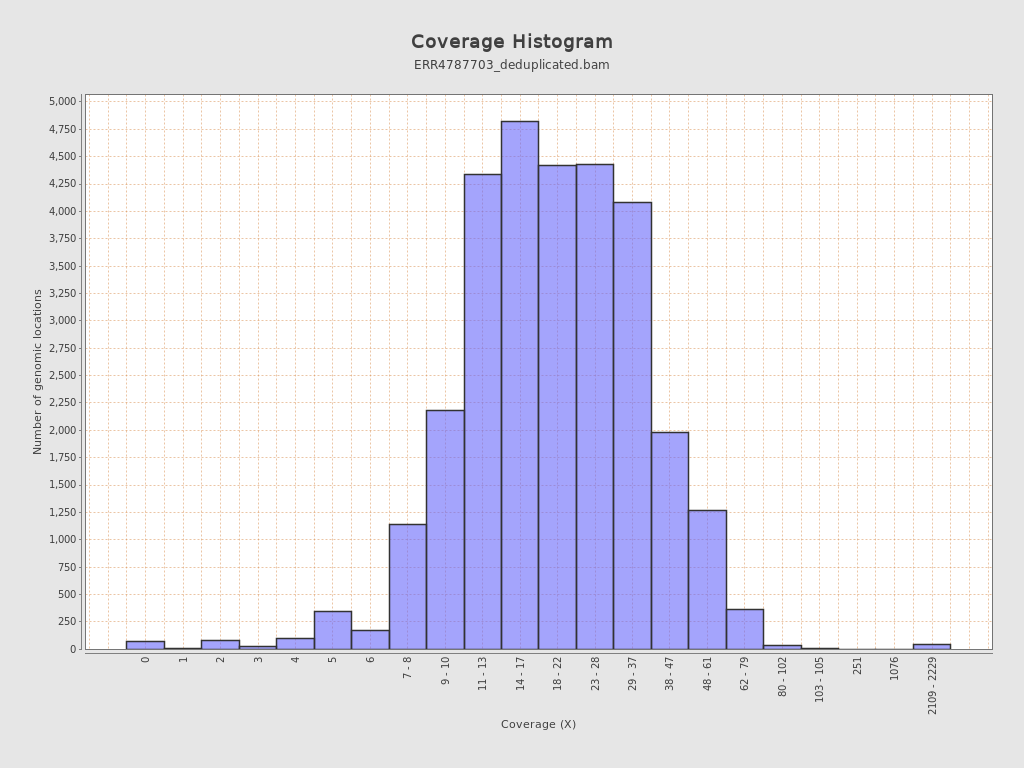 Coverage Histogram
ERR4787703_deduplicated.bam
Number of genomic locations
5,000
4,750
4,500
4,250
4,000
3,750
3,500
3,250
3,000
2,750
2,500
2,250
2,000
1,750
1,500
1,250
1,000
750
500
250
0
0
1
2
3
4
5
6
7 - 8
9 - 10
11 - 13
14 - 17
18 - 22
23 - 28
29 - 37
38 - 47
48 - 61
62 - 79
80 - 102
103 - 105
251
1076
2109 - 2229
Coverage (X)